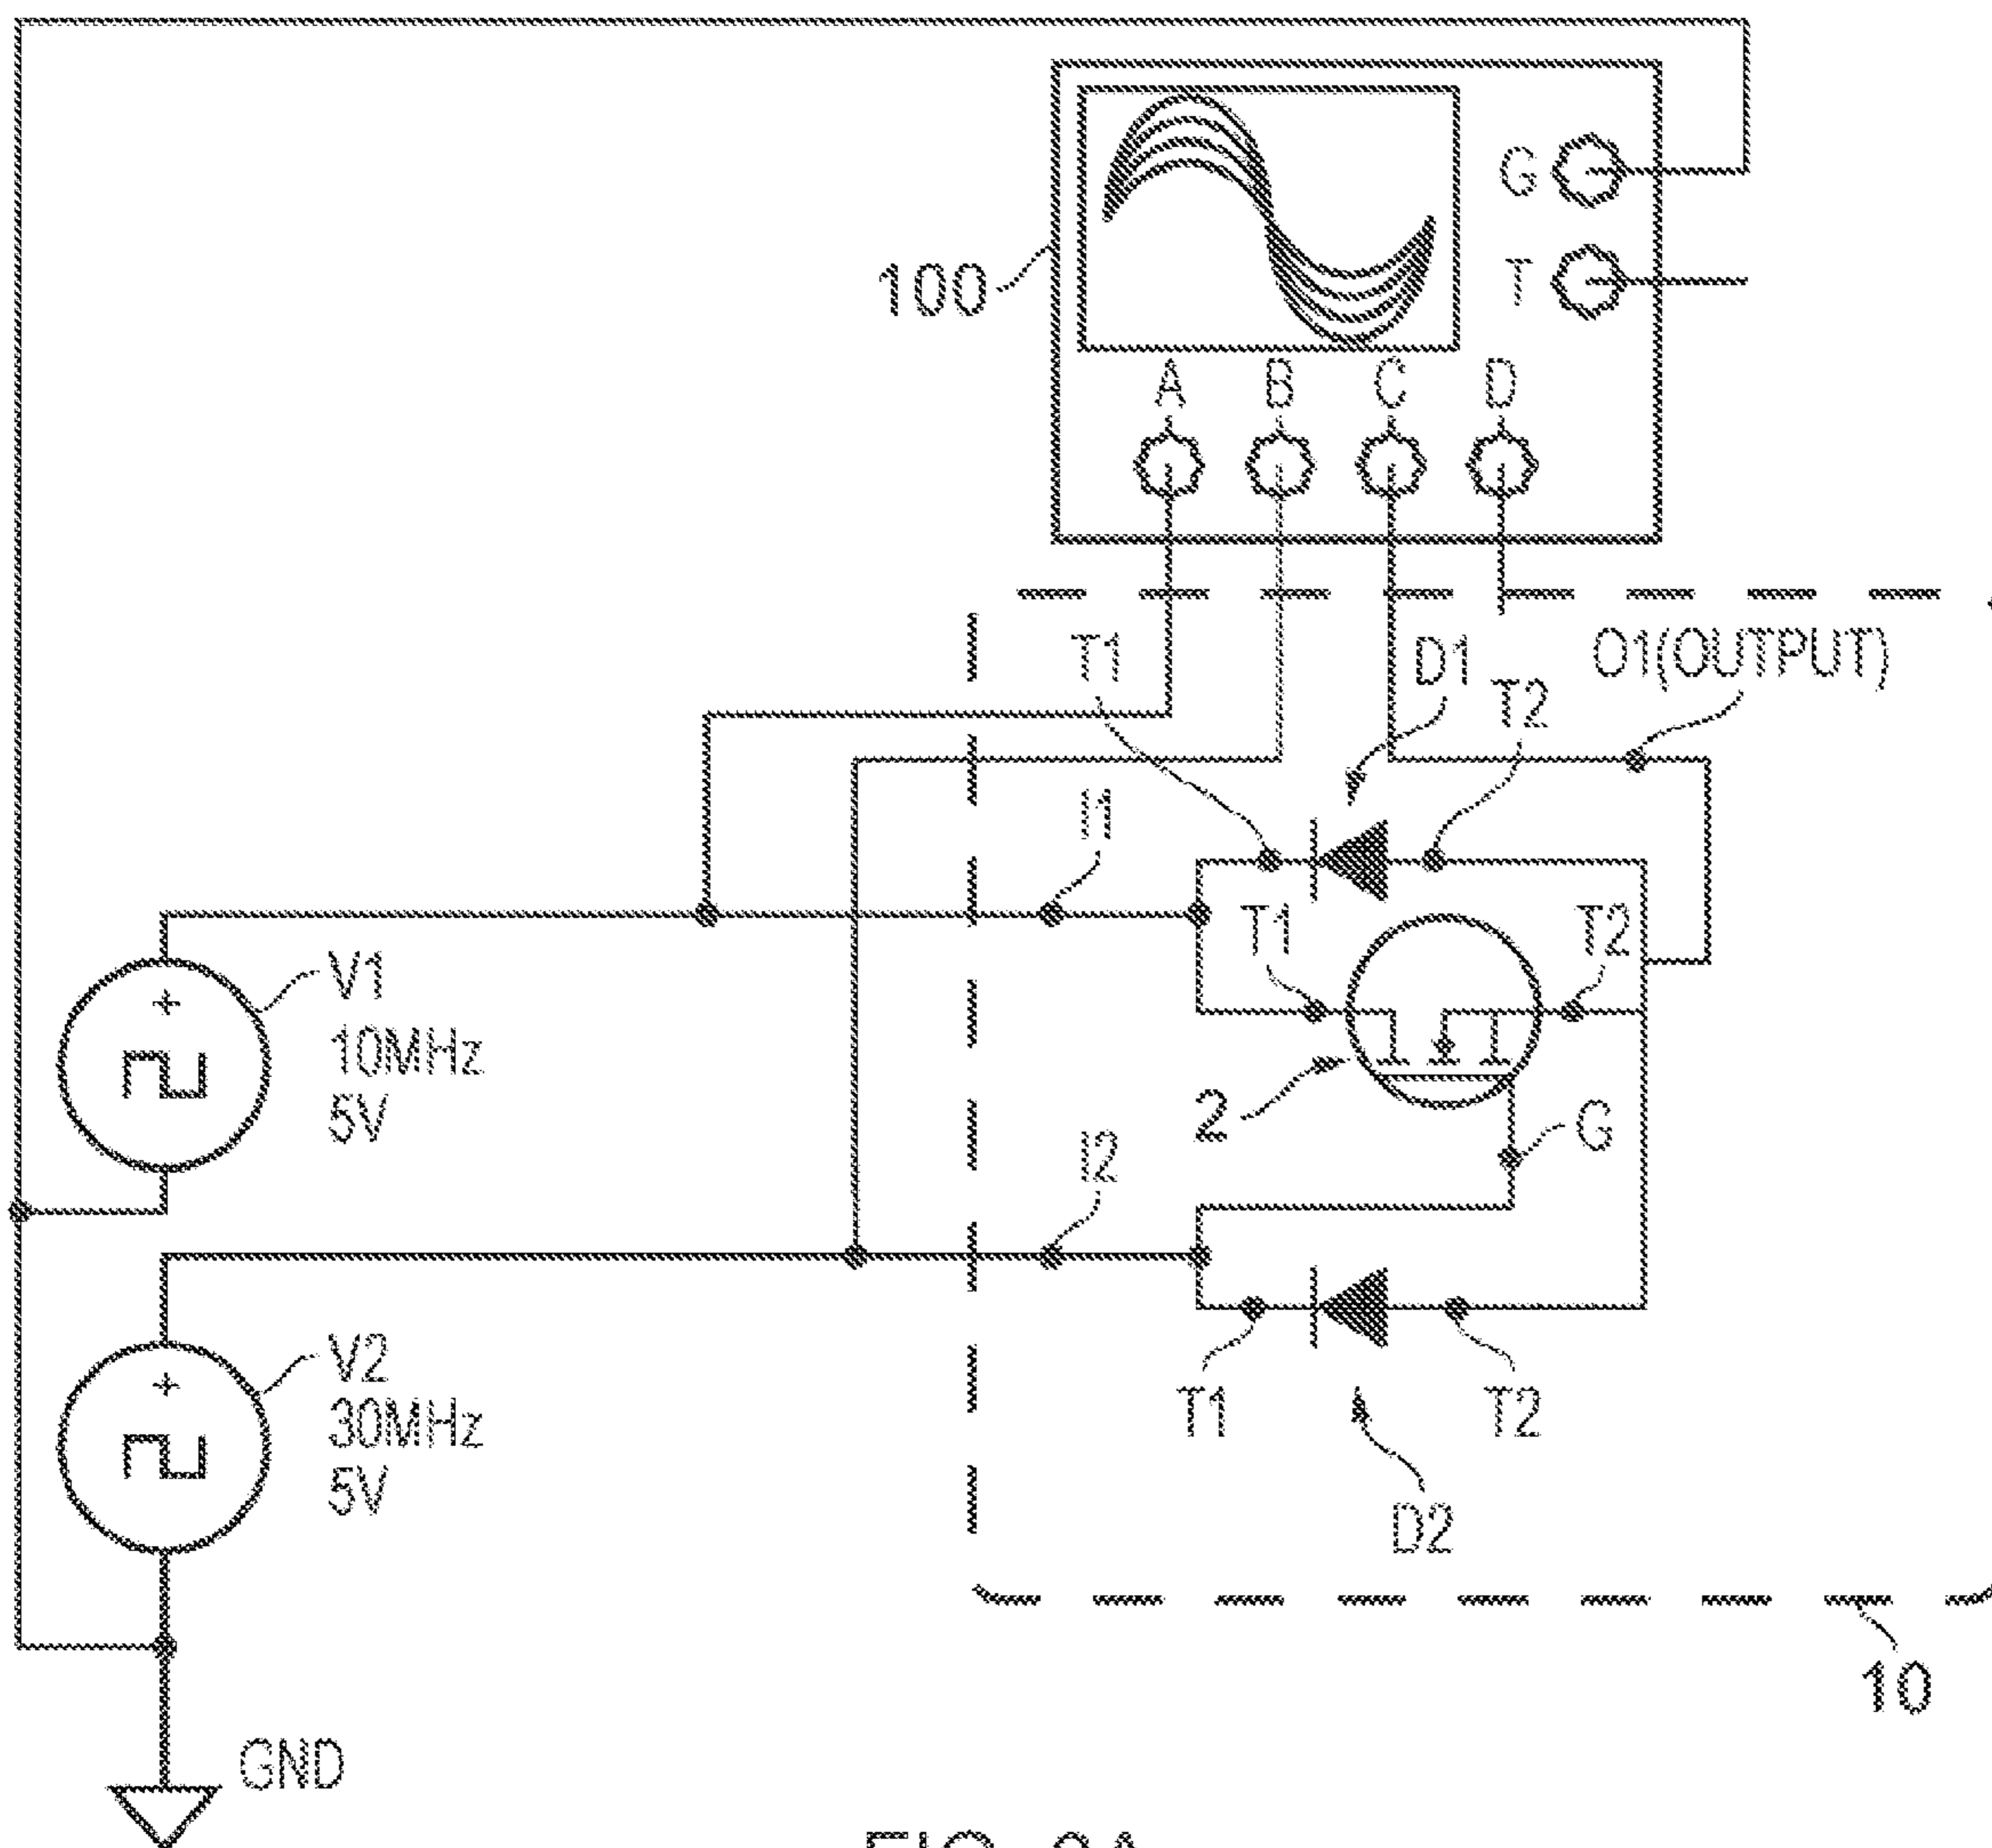 G
100
T
A B C D
T1 D1 O1(OUTPUT)
T2
I1
T1 T2
V1
10MHz
5V
2 G
I2
V2
30MHz
5V
T1 T2
D2
10
GND